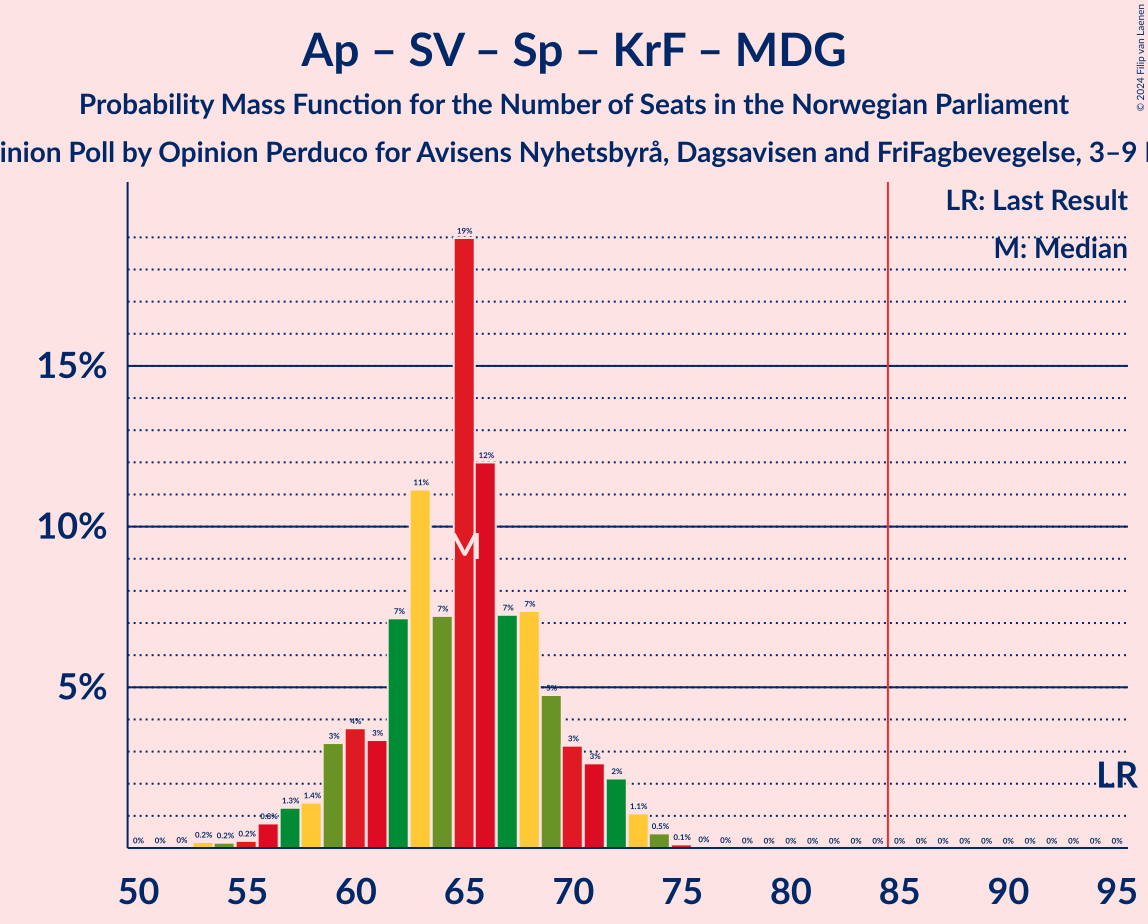 Ap – SV – Sp – KrF – MDG
Probability Mass Function for the Number of Seats in the Norwegian Parliament
inion Poll by Opinion Perduco for Avisens Nyhetsbyrå, Dagsavisen and FriFagbevegelse, 3–9
© 2024 Filip van Laenen
LR: Last Result
M: Median
15%
10%
5%
0% 0% 0% 0.2% 0.2% 0.2% 0.8% 1.3% 1.4% 3% 4% 3% 7% 11% 7% 19% 12% 7% 7% 5% 3% 3% 2% 1.1% 0.5% 0.1% 0% 0% 0% 0% 0% 0% 0% 0% 0% 0% 0% 0% 0% 0% 0% 0% 0% 0% 0% 0%
M
LR
50 55 60 65 70 75 80 85 90 95